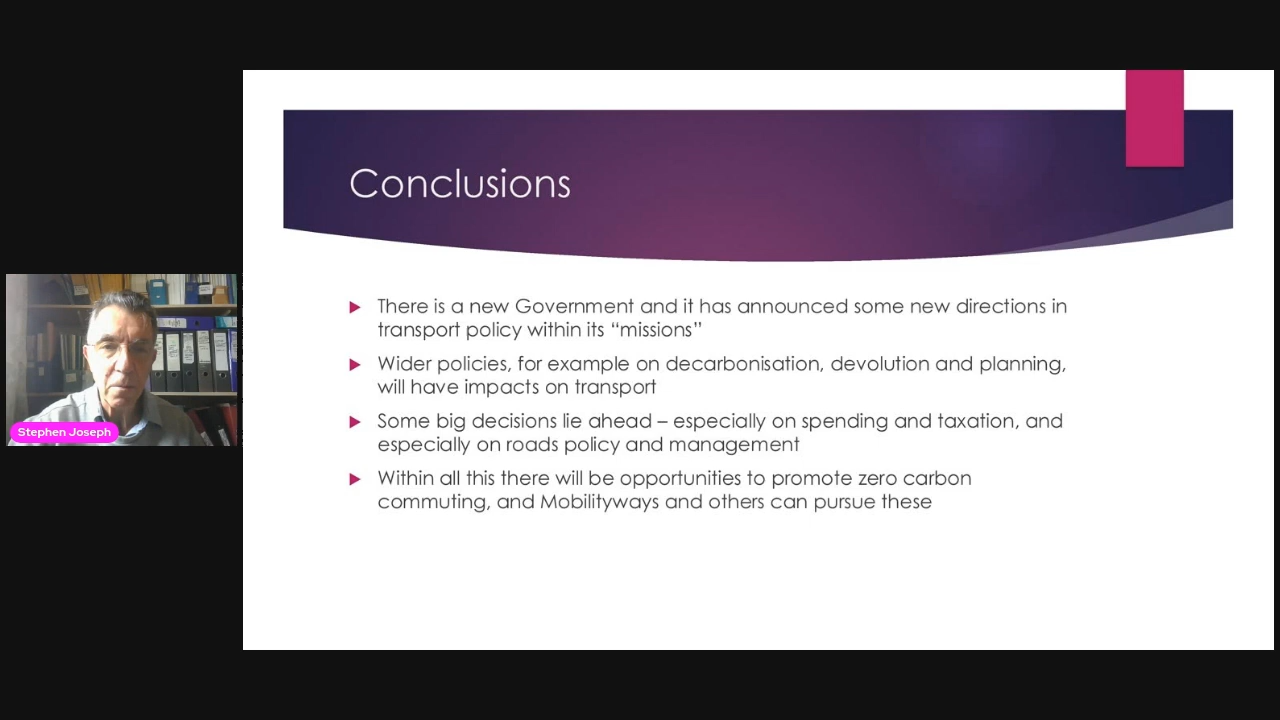 Conclusions
There is a new Government and it has announced some new directions in
transport policy within its “missions”
Wider policies, for example on decarbonisation, devolution and planning,
will have impacts on transport
Some big decisions lie ahead – especially on spending and taxation, and
especially on roads policy and management
Within all this there will be opportunities to promote zero carbon
commuting, and Mobilityways and others can pursue these
Stephen Joseph